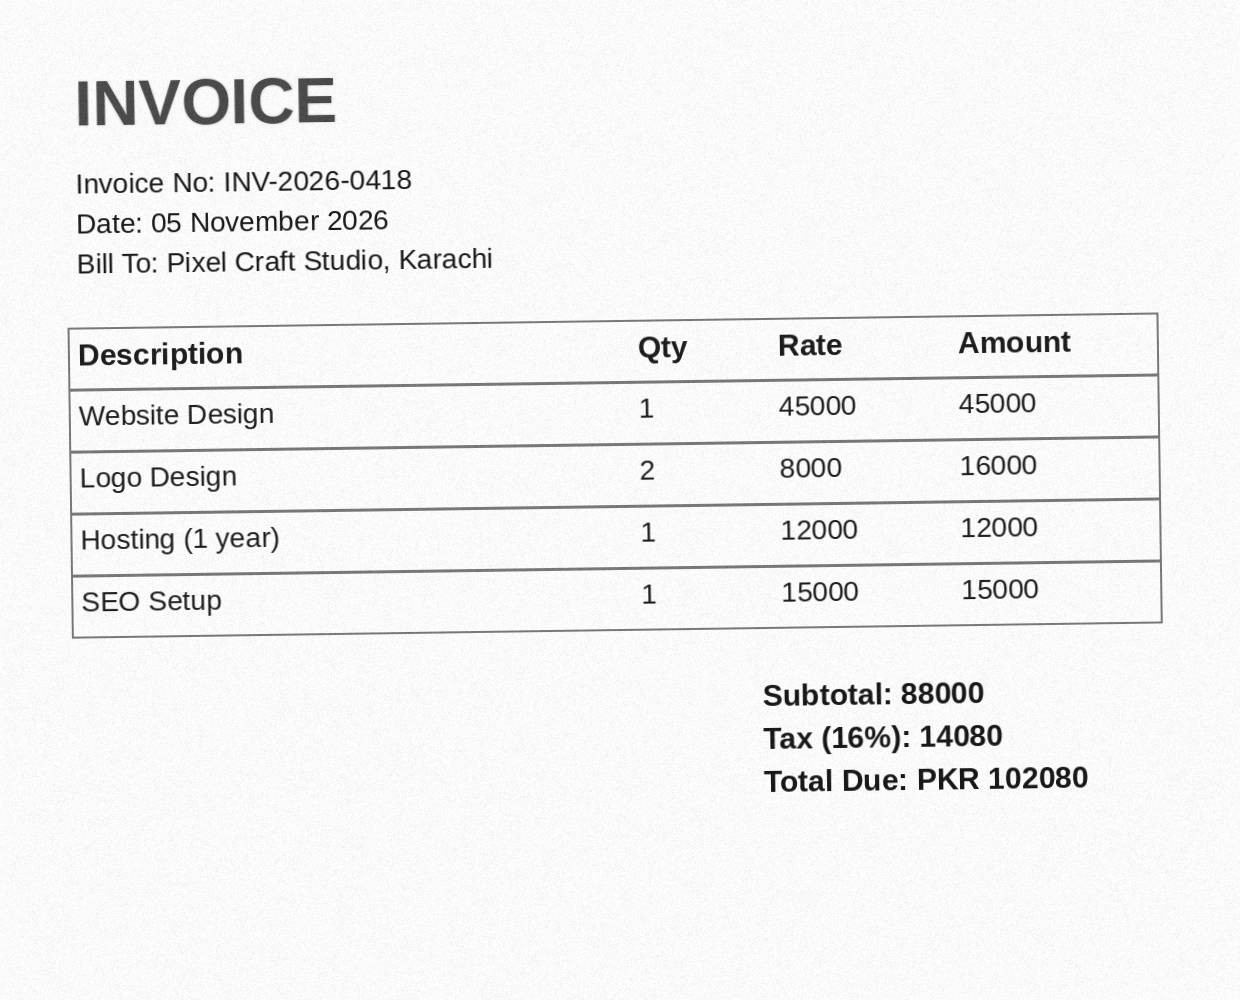 INVOICE
Invoice No: INV-2026-0418
Date: 05 November 2026
Bill To: Pixel Craft Studio, Karachi
Description Qty Rate Amount
Website Design 1 45000 45000
Logo Design 2 8000 16000
Hosting (1 year) 1 12000 12000
SEO Setup 1 15000 15000
Subtotal: 88000
Tax (16%): 14080
Total Due: PKR 102080